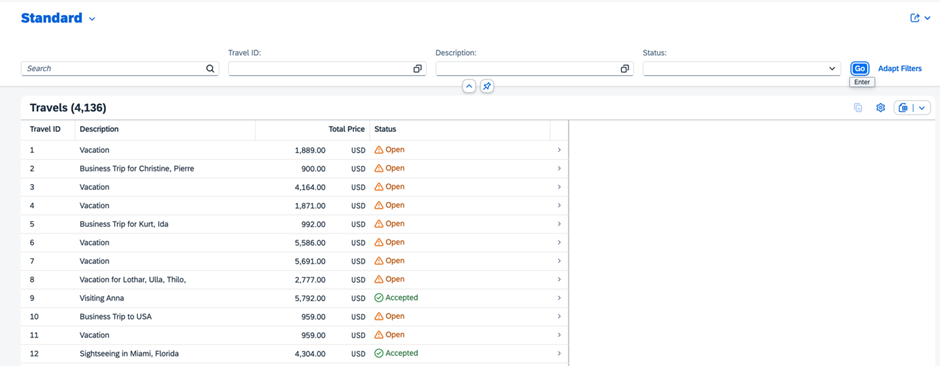 Standard
Travel ID: Description: Status:
Search Go Adapt Filters
Enter
Travels (4,136)
Travel ID Description Total Price Status
1 Vacation 1,889.00 USD Open
2 Business Trip for Christine, Pierre 900.00 USD Open
3 Vacation 4,164.00 USD Open
4 Vacation 1,871.00 USD Open
5 Business Trip for Kurt, Ida 992.00 USD Open
6 Vacation 5,586.00 USD Open
7 Vacation 5,691.00 USD Open
8 Vacation for Lothar, Ulla, Thilo, 2,777.00 USD Open
9 Visiting Anna 5,792.00 USD Accepted
10 Business Trip to USA 959.00 USD Open
11 Vacation 959.00 USD Open
12 Sightseeing in Miami, Florida 4,304.00 USD Accepted